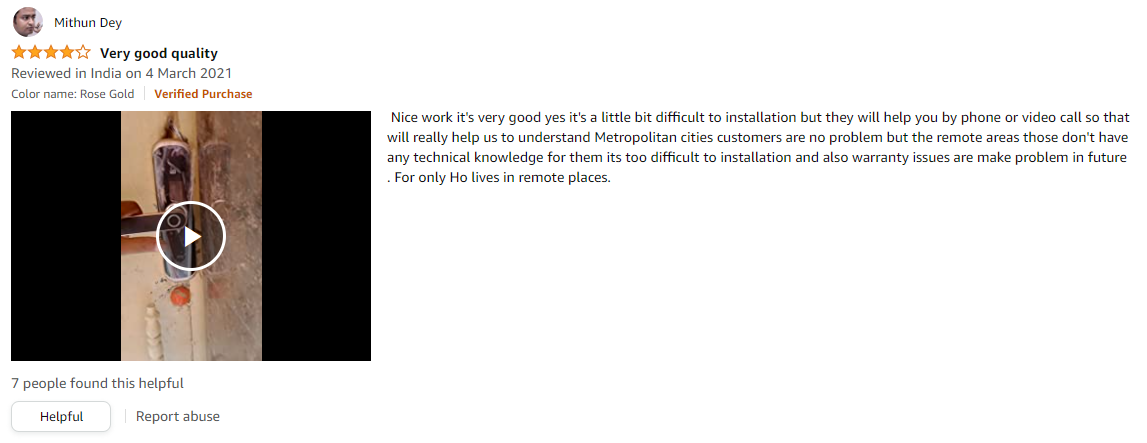 Mithun Dey
Very good quality
Reviewed in India on 4 March 2021
Color name: Rose Gold Verified Purchase
Nice work it's very good yes it's a little bit difficult to installation but they will help you by phone or video call so that
will really help us to understand Metropolitan cities customers are no problem but the remote areas those don't have
any technical knowledge for them its too difficult to installation and also warranty issues are make problem in future
. For only Ho lives in remote places.
7 people found this helpful
Helpful Report abuse